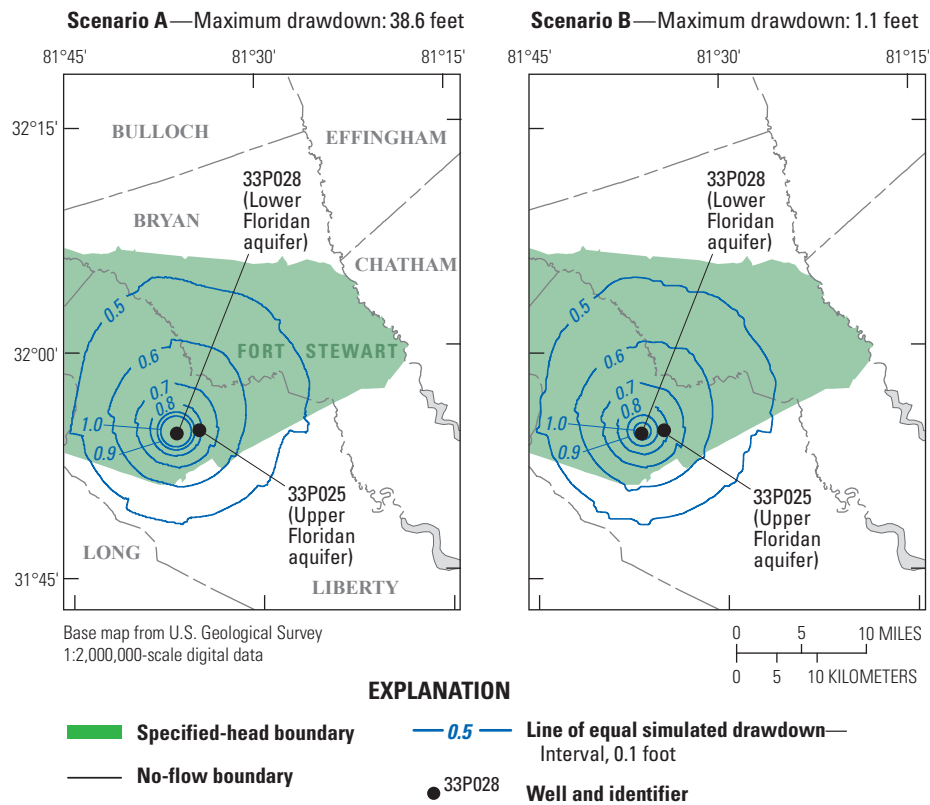 Scenario A—Maximum drawdown: 38.6 feet
81°45'
81°30'
81°15'
32°15'
32°00'
31°45'
BULLOCH
EFFINGHAM
33P028
(Lower
Floridan
aquifer)
BRYAN
CHATHAM
0.5
0.6
FORT STEWART
0.7
0.8
1.0
0.9
33P025
(Upper
Floridan
aquifer)
LONG
LIBERTY
Base map from U.S. Geological Survey
1:2,000,000-scale digital data
Scenario B—Maximum drawdown: 1.1 feet
81°45'
81°30'
81°15'
33P028
(Lower
Floridan
aquifer)
0.5
0.6
0.7
0.8
1.0
0.9
33P025
(Upper
Floridan
aquifer)
0 5 10 MILES
0 5 10 KILOMETERS
EXPLANATION
Specified-head boundary
No-flow boundary
0.5 Line of equal simulated drawdown—
Interval, 0.1 foot
33P028 Well and identifier